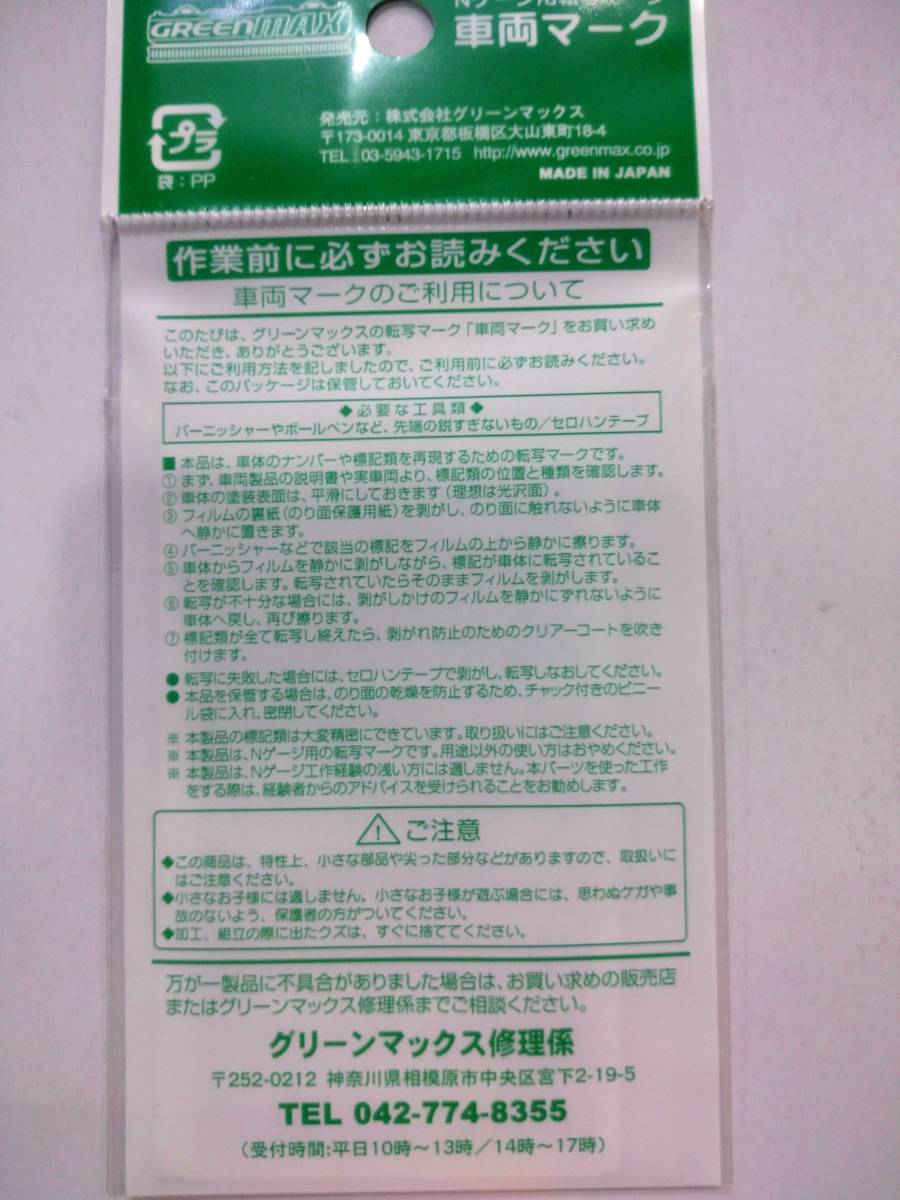 GREENMAX
車両マーク
プラ
袋：PP
発売元：株式会社グリーンマックス
〒173-0014 東京都板橋区大山東町18-4
TEL：03-5943-1715 http://www.greenmax.co.jp
MADE IN JAPAN
作業前に必ずお読みください
車両マークのご利用について
このたびは、グリーンマックスの転写マーク「車両マーク」をお買い求め
いただき、ありがとうございます。
以下にご利用方法を記しましたので、ご利用前に必ずお読みください。
なお、このパッケージは保管しておいてください。
◆必要な工具類◆
バーニッシャーやボールペンなど、先端の鋭すぎないもの／セロハンテープ
■ 本品は、車体のナンバーや標記類を再現するための転写マークです。
① まず、車両製品の説明書や実車両より、標記類の位置と種類を確認します。
② 車体の塗装表面は、平滑にしておきます（理想は光沢面）。
③ フィルムの裏紙（のり面保護用紙）を剥がし、のり面に触れないように車体
へ静かに置きます。
④ バーニッシャーなどで該当の標記をフィルムの上から静かに擦ります。
⑤ 車体からフィルムを静かに剥がしながら、標記が車体に転写されているこ
とを確認します。転写されていたらそのままフィルムを剥がします。
⑥ 転写が不十分な場合には、剥がしかけのフィルムを静かにずれないように
車体へ戻し、再び擦ります。
⑦ 標記類が全て転写し終えたら、剥がれ防止のためのクリアーコートを吹き
付けます。
● 転写に失敗した場合には、セロハンテープで剥がし、転写しなおしてください。
● 本品を保管する場合は、のり面の乾燥を防止するため、チャック付きのビニー
ル袋に入れ、密閉してください。
※ 本製品の標記類は大変精密にできています。取り扱いにはご注意ください。
※ 本製品は、Nゲージ用の転写マークです。用途以外の使い方はおやめください。
※ 本製品は、Nゲージ工作経験の浅い方には適しません。本パーツを使った工作
をする際は、経験者からのアドバイスを受けられることをお勧めします。
ご注意
◆この商品は、特性上、小さな部品や尖った部分などがありますので、取扱いに
はご注意ください。
◆小さなお子様には適しません。小さなお子様が遊ぶ場合には、思わぬケガや事
故のないよう、保護者の方がついてください。
◆加工、組立の際に出たクズは、すぐに捨ててください。
万が一製品に不具合がありました場合は、お買い求めの販売店
またはグリーンマックス修理係までご相談ください。
グリーンマックス修理係
〒252-0212 神奈川県相模原市中央区宮下2-19-5
TEL 042-774-8355
（受付時間：平日10時～13時／14時～17時）